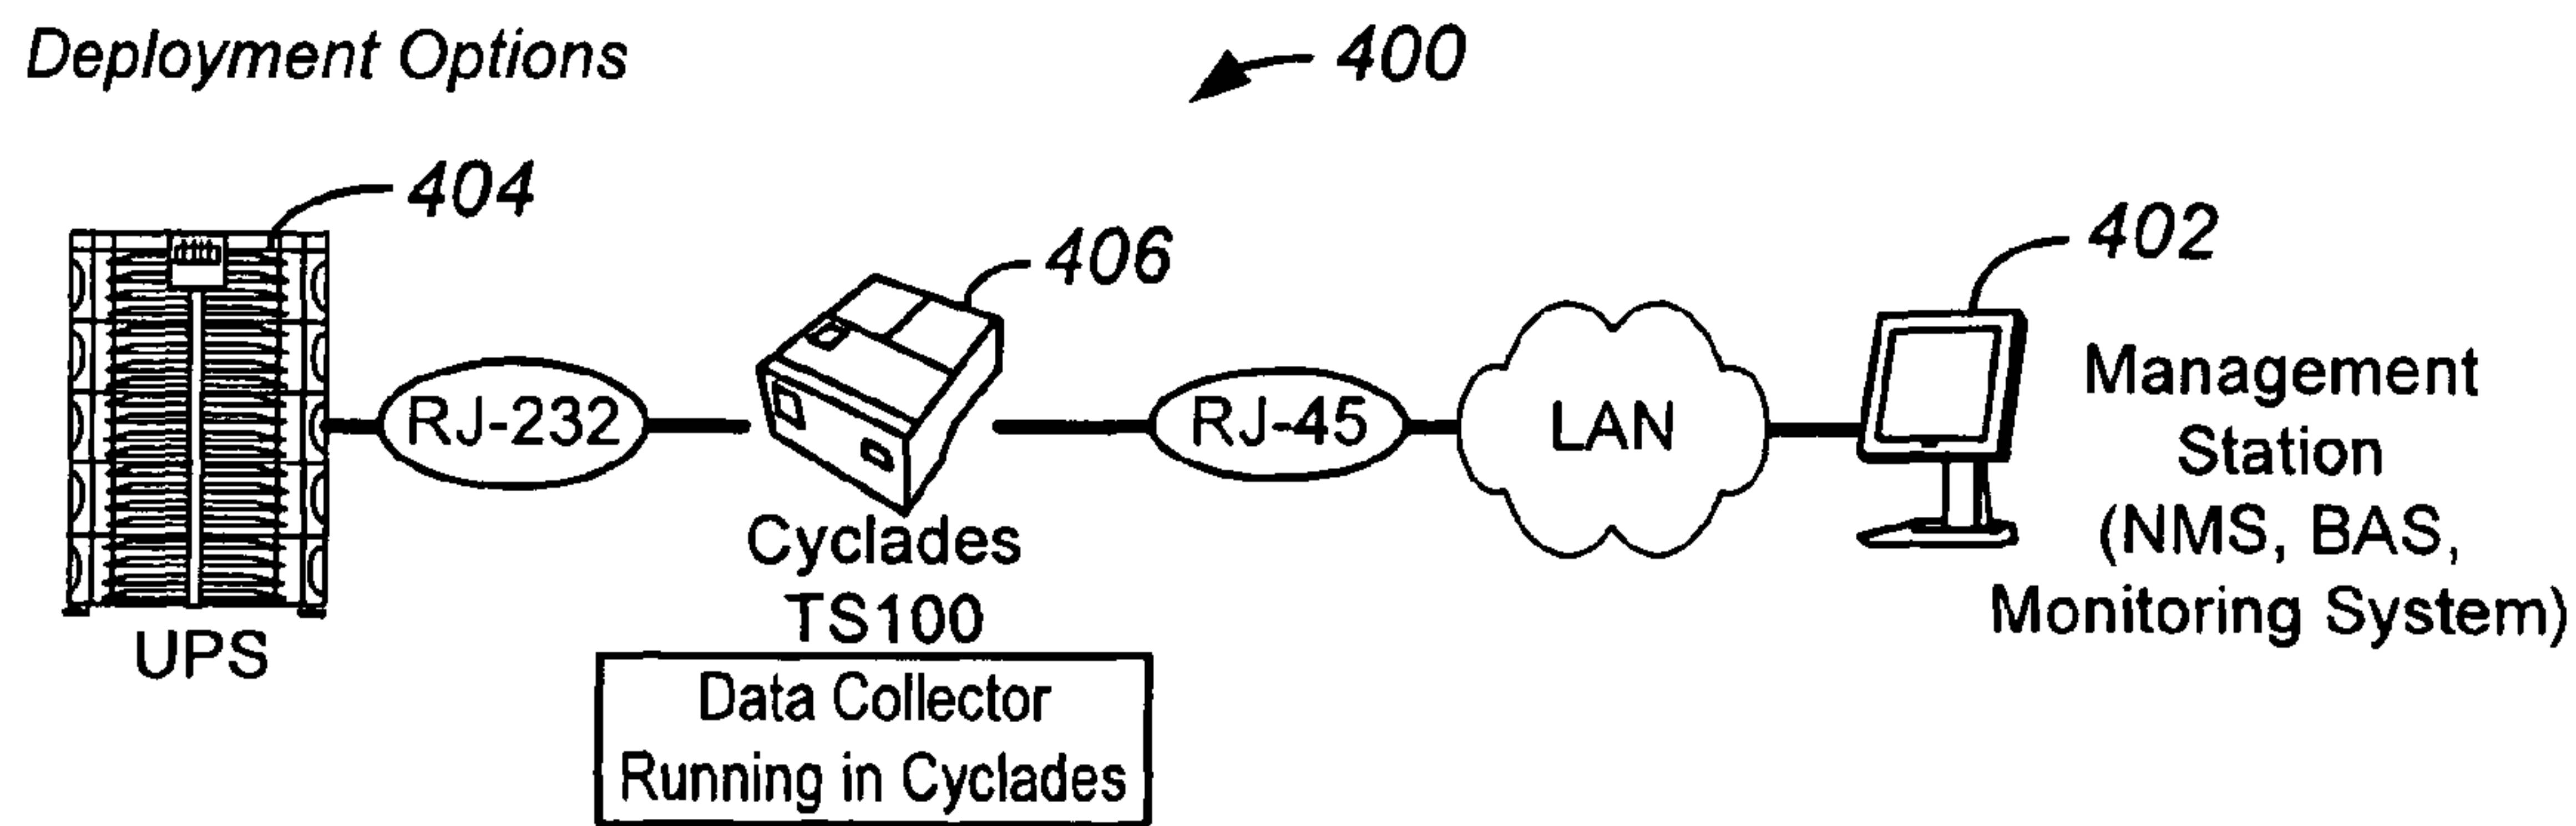 Deployment Options
400
404
406
402
RJ-232
RJ-45
LAN
UPS
Cyclades
TS100
Data Collector
Running in Cyclades
Management
Station
(NMS, BAS,
Monitoring System)